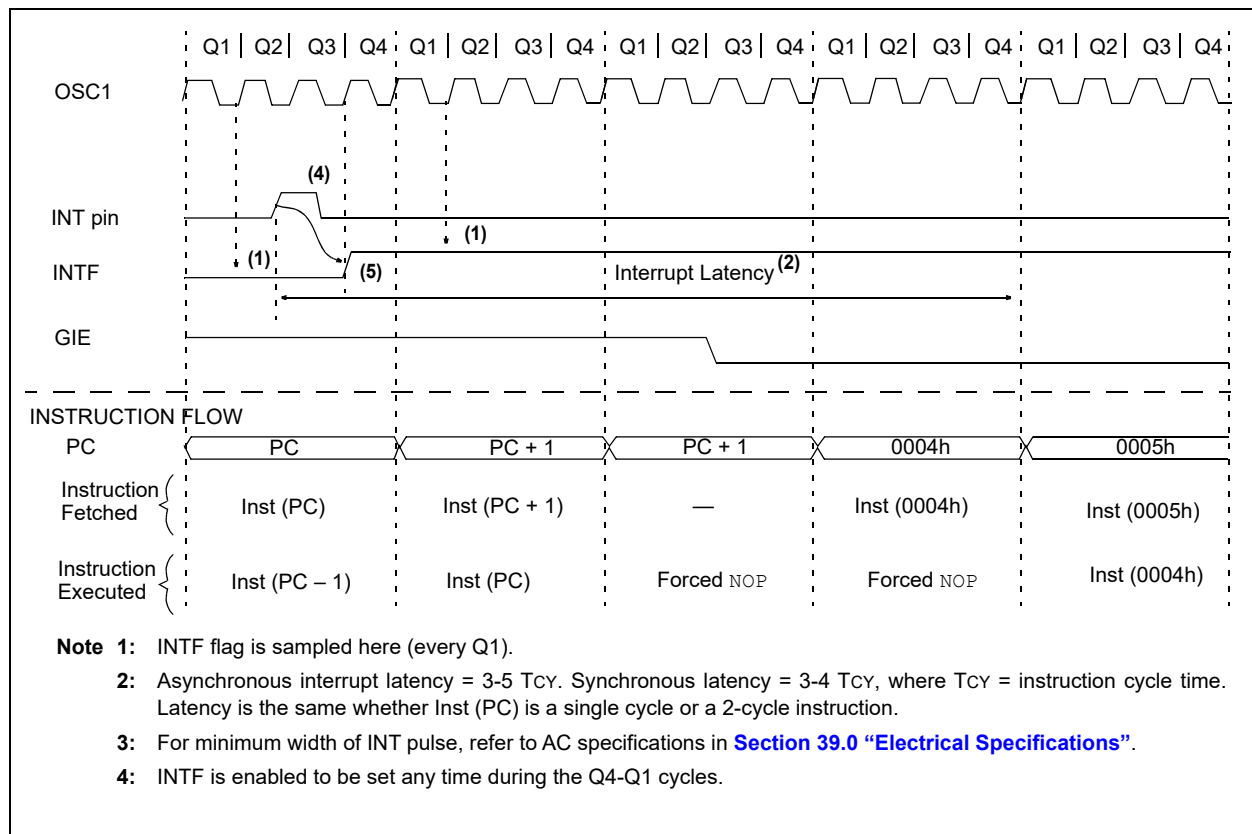 Q1 Q2 Q3 Q4 Q1 Q2 Q3 Q4 Q1 Q2 Q3 Q4 Q1 Q2 Q3 Q4 Q1 Q2 Q3 Q4
OSC1
(4)
INT pin
(1)
(1)
INTF
(5)
Interrupt Latency(2)
GIE
INSTRUCTION FLOW
PC PC PC + 1 PC + 1 0004h 0005h
Instruction
Fetched
Inst (PC) Inst (PC + 1) — Inst (0004h) Inst (0005h)
Instruction
Executed
Inst (PC – 1) Inst (PC) Forced NOP Forced NOP Inst (0004h)
Note 1: INTF flag is sampled here (every Q1).
2: Asynchronous interrupt latency = 3-5 TCY. Synchronous latency = 3-4 TCY, where TCY = instruction cycle time.
Latency is the same whether Inst (PC) is a single cycle or a 2-cycle instruction.
3: For minimum width of INT pulse, refer to AC specifications in Section 39.0 “Electrical Specifications”.
4: INTF is enabled to be set any time during the Q4-Q1 cycles.